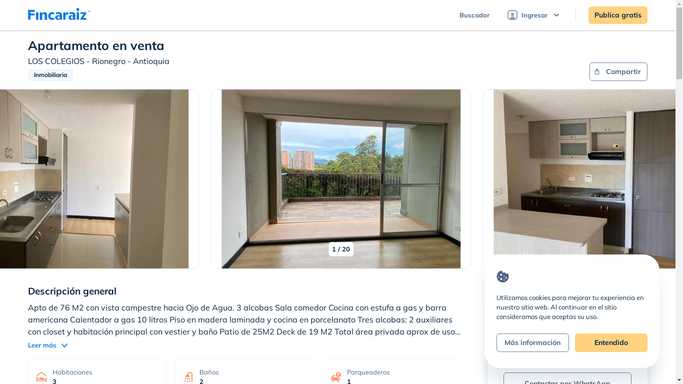 Fincaraiz
Buscador
Ingresar
Publica gratis
Apartamento en venta
LOS COLEGIOS - Rionegro - Antioquia
Inmobiliaria
Compartir
1 / 20
Descripción general
Apto de 76 M2 con vista campestre hacia Ojo de Agua. 3 alcobas Sala comedor Cocina con estufa a gas y barra
americana Calentador a gas 10 litros Piso en madera laminada y cocina en porcelanato Tres alcobas: 2 auxiliares
con closet y habitación principal con vestier y baño Patio de 25M2 Deck de 19 M2 Total área privada aprox de uso...
Leer más
Habitaciones
3
Baños
2
Parqueaderos
1
Utilizamos cookies para mejorar tu experiencia en
nuestro sitio web. Al continuar en el sitio
consideramos que aceptas su uso.
Más información
Entendido
Contactar por WhatsApp